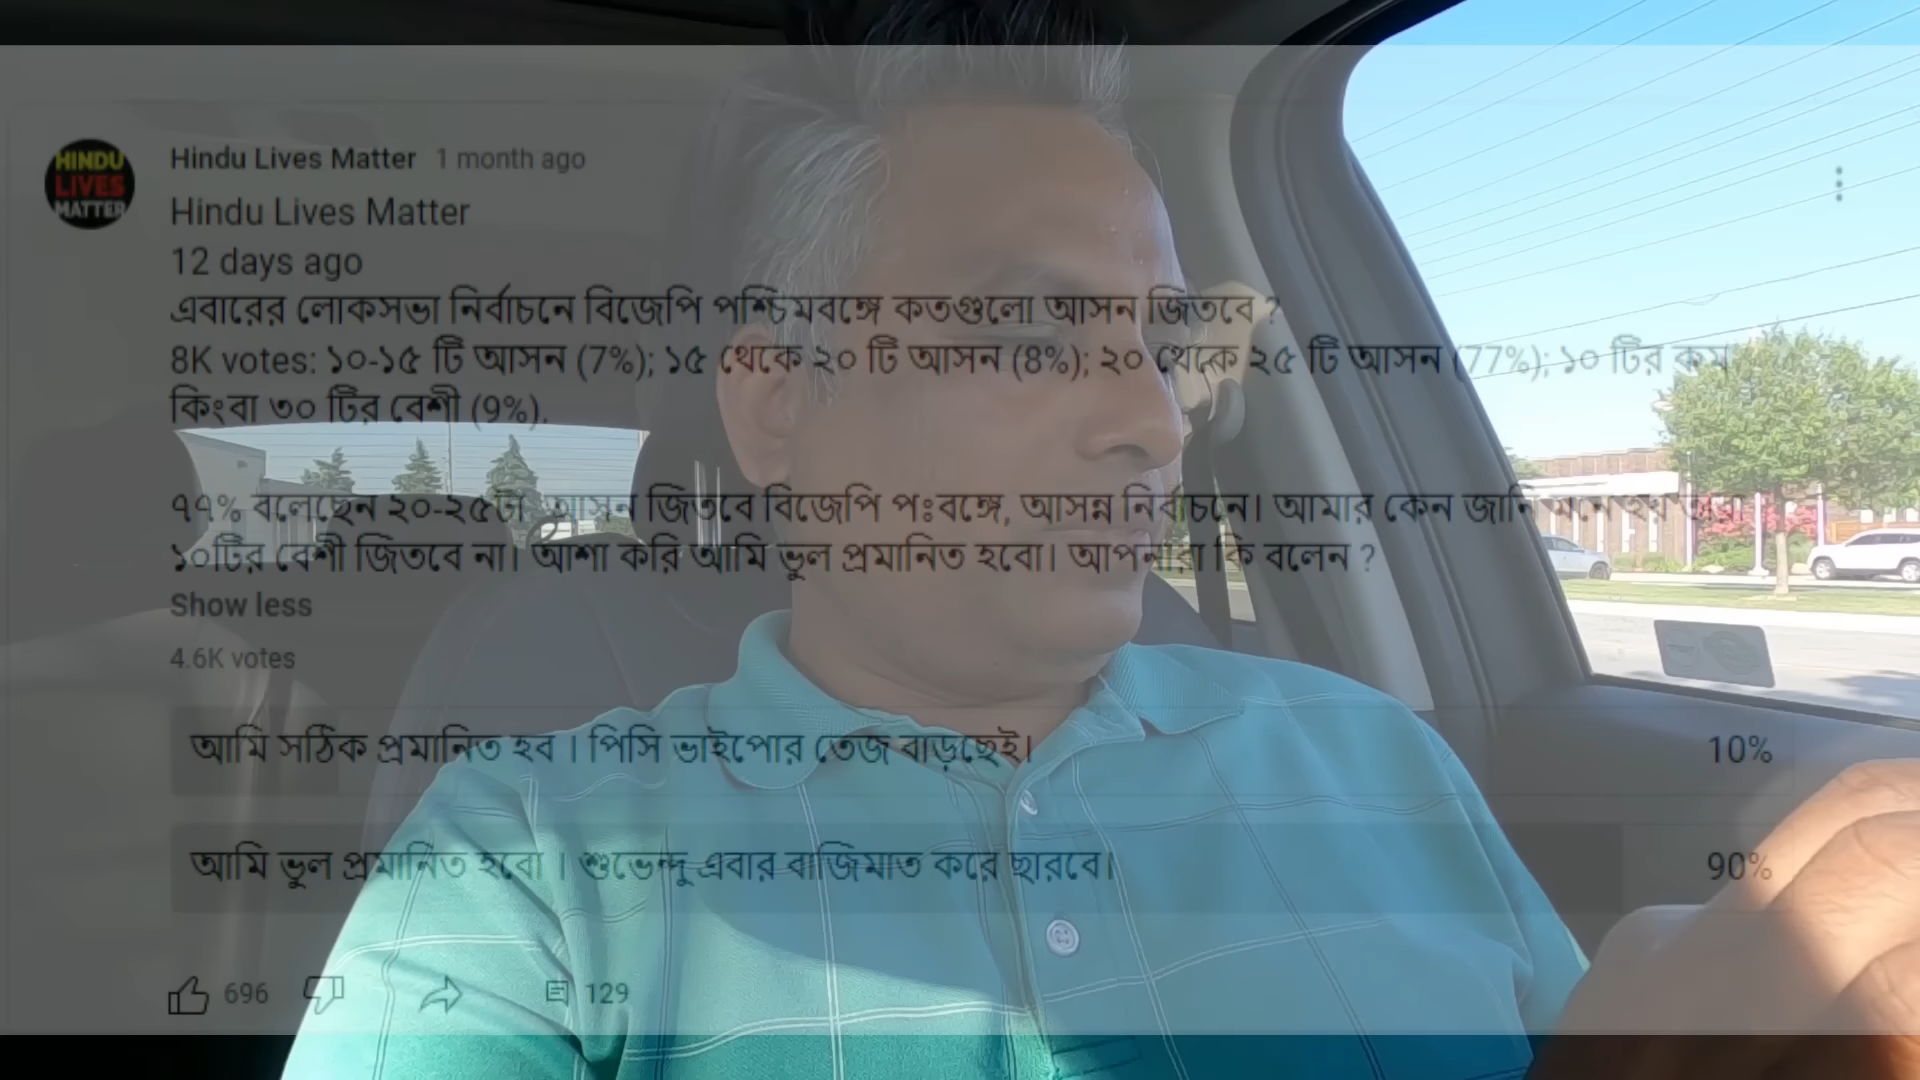 HINDU
LIVES
MATTER
Hindu Lives Matter 1 month ago
Hindu Lives Matter
12 days ago
এবারের লোকসভা নির্বাচনে বিজেপি পশ্চিমবঙ্গে কতগুলো আসন জিতবে ?
8K votes: ১০-১৫ টি আসন (7%); ১৫ থেকে ২০ টি আসন (8%); ২০ থেকে ২৫ টি আসন (77%); ১০ টির কম
কিংবা ৩০ টির বেশী (9%).
৭৭% বলেছেন ২০-২৫টা আসন জিতবে বিজেপি পঃবঙ্গে, আসন্ন নির্বাচনে। আমার কেন জানি মনে হয়
১০টির বেশী জিতবে না। আশা করি আমি ভুল প্রমানিত হবো। আপনারা কি বলেন ?
Show less
4.6K votes
আমি সঠিক প্রমানিত হব । পিসি ভাইপোর তেজ বাড়ছেই। 10%
আমি ভুল প্রমানিত হবো । শুভেন্দু এবার বাজিমাত করে ছারবে। 90%
696 129